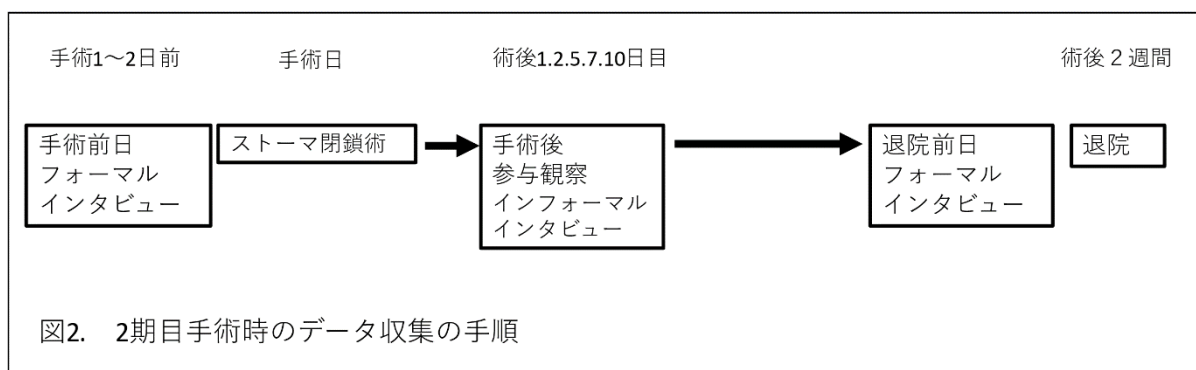 手術1～2日前
手術日
術後1.2.5.7.10日目
術後２週間
手術前日
フォーマル
インタビュー
ストーマ閉鎖術
手術後
参与観察
インフォーマル
インタビュー
退院前日
フォーマル
インタビュー
退院
図2.　2期目手術時のデータ収集の手順